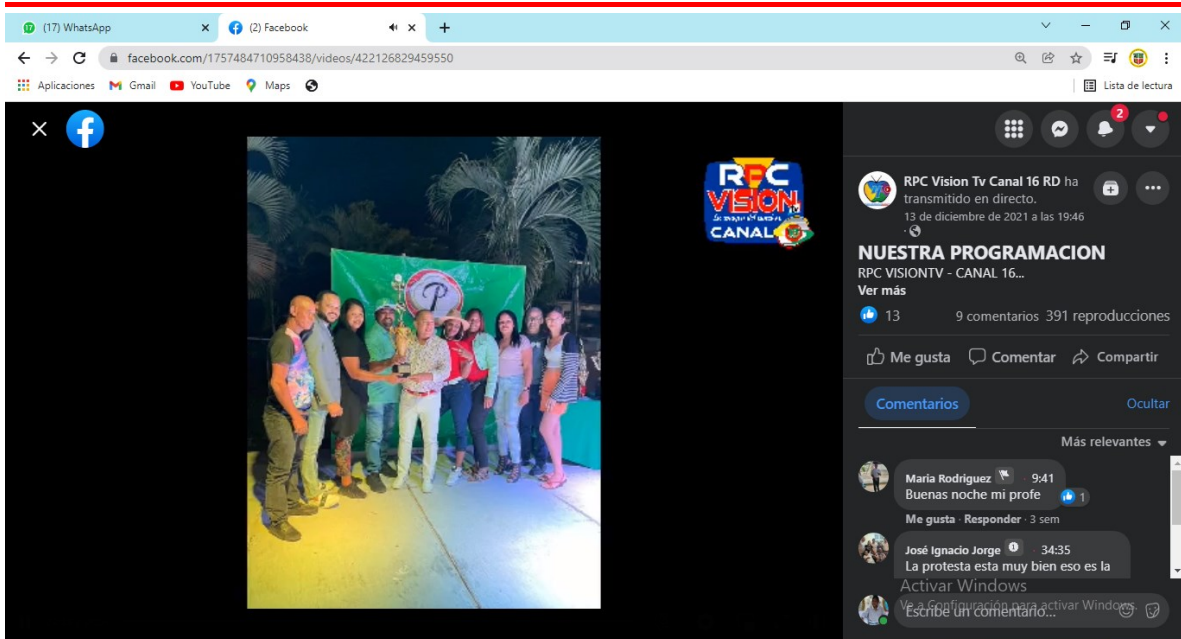 (17) WhatsApp
(2) Facebook
facebook.com/1757484710958438/videos/422126829459550
Aplicaciones
Gmail
YouTube
Maps
Lista de lectura
2
RPC
VISION
tv
CANAL
P
RPC Vision Tv Canal 16 RD ha
transmitido en directo.
13 de diciembre de 2021 a las 19:46
NUESTRA PROGRAMACION
RPC VISIONTV - CANAL 16...
Ver más
13
9 comentarios 391 reproducciones
Me gusta
Comentar
Compartir
Comentarios
Ocultar
Más relevantes
Maria Rodriguez · 9:41
Buenas noche mi profe
1
Me gusta · Responder · 3 sem
José Ignacio Jorge · 34:35
La protesta esta muy bien eso es la
Activar Windows
Ve a Configuración para activar Windows.
Escribe un comentario...